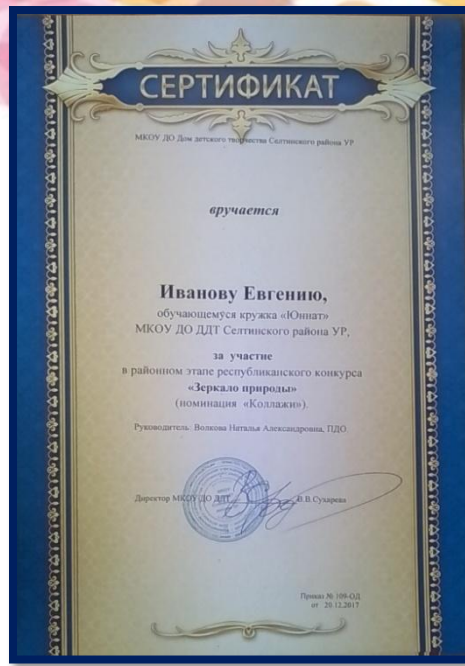 СЕРТИФИКАТ
МКОУ ДО Дом детского творчества Селтинского района УР
вручается
Иванову Евгению,
обучающемуся кружка «Юннат»
МКОУ ДО ДДТ Селтинского района УР,
за участие
в районном этапе республиканского конкурса
«Зеркало природы»
(номинация «Коллажи»).
Руководитель: Волкова Наталья Александровна, ПДО.
Директор МКОУ ДО ДДТ О.В.Сухарева
Приказ № 109-ОД
от 20.12.2017